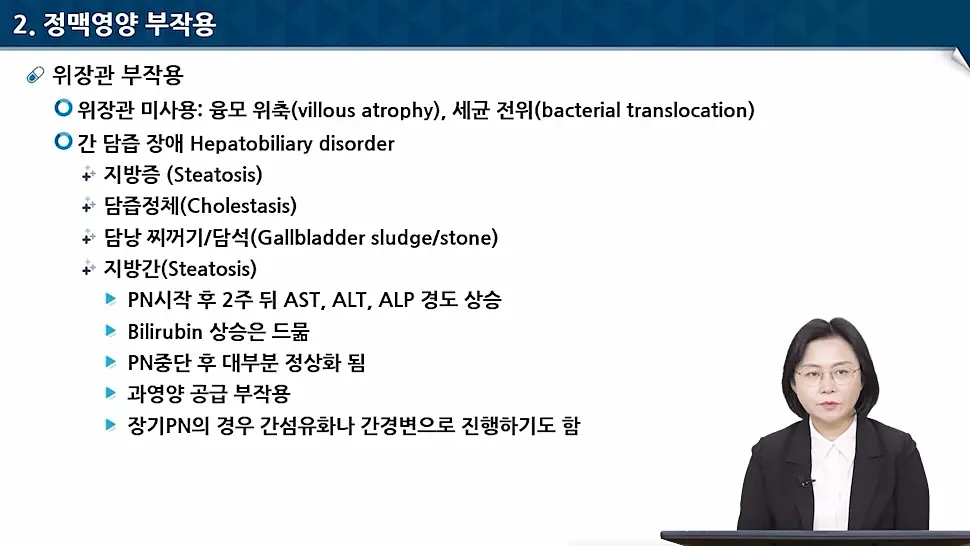 2. 정맥영양 부작용
위장관 부작용
위장관 미사용: 융모 위축(villous atrophy), 세균 전위(bacterial translocation)
간 담즙 장애 Hepatobiliary disorder
지방증 (Steatosis)
담즙정체(Cholestasis)
담낭 찌꺼기/담석(Gallbladder sludge/stone)
지방간(Steatosis)
PN시작 후 2주 뒤 AST, ALT, ALP 경도 상승
Bilirubin 상승은 드묾
PN중단 후 대부분 정상화 됨
과영양 공급 부작용
장기PN의 경우 간섬유화나 간경변으로 진행하기도 함